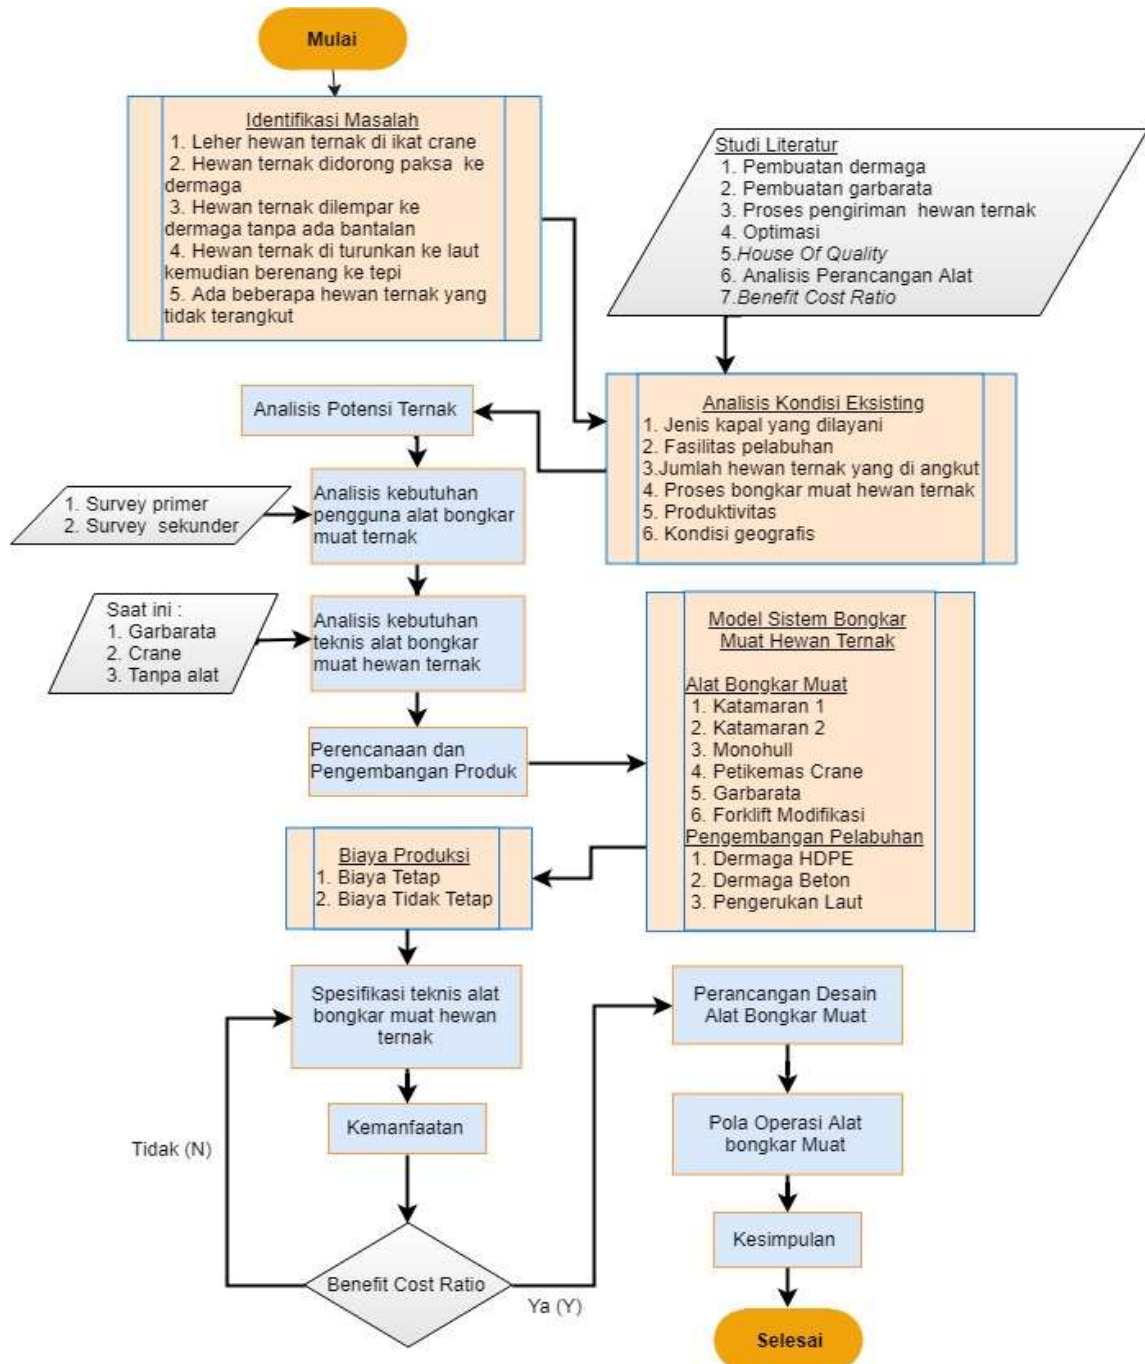 Mulai
Identifikasi Masalah
1. Leher hewan ternak di ikat crane
2. Hewan ternak didorong paksa ke
dermaga
3. Hewan ternak dilempar ke
dermaga tanpa ada bantalan
4. Hewan ternak di turunkan ke laut
kemudian berenang ke tepi
5. Ada beberapa hewan ternak yang
tidak terangkut
Studi Literatur
1. Pembuatan dermaga
2. Pembuatan garbarata
3. Proses pengiriman hewan ternak
4. Optimasi
5.House Of Quality
6. Analisis Perancangan Alat
7.Benefit Cost Ratio
Analisis Kondisi Eksisting
1. Jenis kapal yang dilayani
2. Fasilitas pelabuhan
3.Jumlah hewan ternak yang di angkut
4. Proses bongkar muat hewan ternak
5. Produktivitas
6. Kondisi geografis
Analisis Potensi Ternak
1. Survey primer
2. Survey sekunder
Analisis kebutuhan
pengguna alat bongkar
muat ternak
Saat ini :
1. Garbarata
2. Crane
3. Tanpa alat
Analisis kebutuhan
teknis alat bongkar
muat hewan ternak
Perencanaan dan
Pengembangan Produk
Model Sistem Bongkar
Muat Hewan Ternak
Alat Bongkar Muat
1. Katamaran 1
2. Katamaran 2
3. Monohull
4. Petikemas Crane
5. Garbarata
6. Forklift Modifikasi
Pengembangan Pelabuhan
1. Dermaga HDPE
2. Dermaga Beton
3. Pengerukan Laut
Biaya Produksi
1. Biaya Tetap
2. Biaya Tidak Tetap
Spesifikasi teknis alat
bongkar muat hewan
ternak
Kemanfaatan
Tidak (N)
Benefit Cost Ratio
Ya (Y)
Perancangan Desain
Alat Bongkar Muat
Pola Operasi Alat
bongkar Muat
Kesimpulan
Selesai